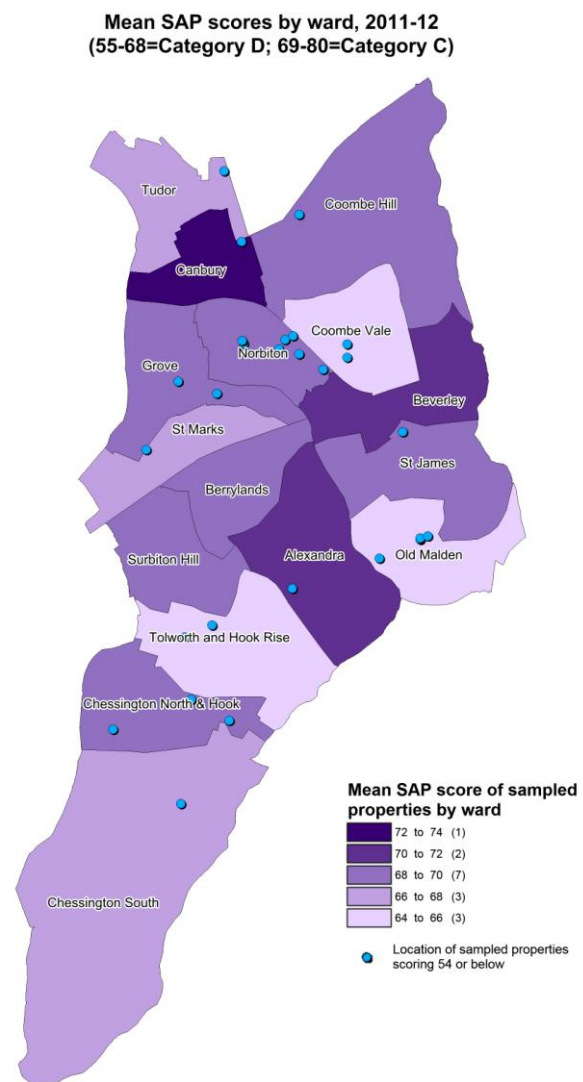 Mean SAP scores by ward, 2011-12
(55-68=Category D; 69-80=Category C)
Tudor
Coombe Hill
Canbury
Coombe Vale
Norbiton
Grove
Beverley
St Marks
St James
Berrylands
Surbiton Hill
Alexandra
Old Malden
Tolworth and Hook Rise
Chessington North & Hook
Chessington South
Mean SAP score of sampled
properties by ward
72 to 74 (1)
70 to 72 (2)
68 to 70 (7)
66 to 68 (3)
64 to 66 (3)
Location of sampled properties
scoring 54 or below